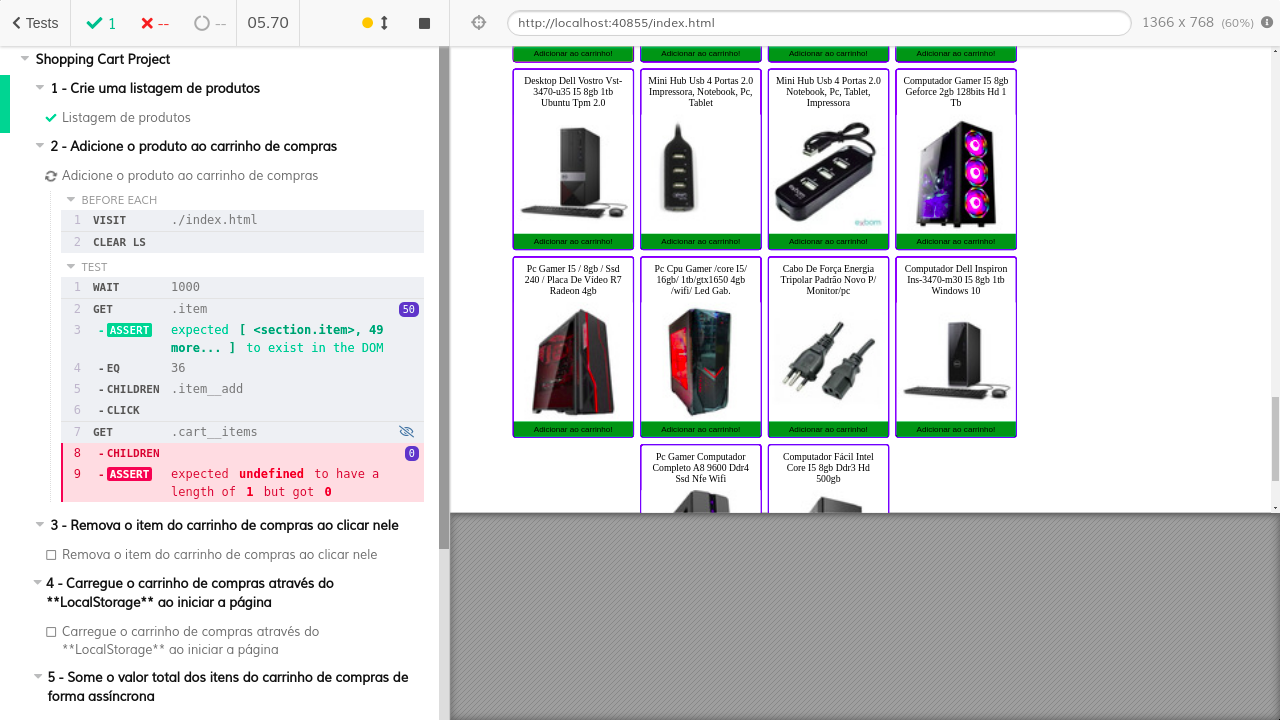 Tests
1
--
--
05.70
http://localhost:40855/index.html
1366 x 768 (60%)
Shopping Cart Project
1 - Crie uma listagem de produtos
Listagem de produtos
2 - Adicione o produto ao carrinho de compras
Adicione o produto ao carrinho de compras
BEFORE EACH
1 VISIT ./index.html
2 CLEAR LS
TEST
1 WAIT 1000
2 GET .item 50
3 -ASSERT expected [ <section.item>, 49
more... ] to exist in the DOM
4 -EQ 36
5 -CHILDREN .item__add
6 -CLICK
7 GET .cart__items
8 -CHILDREN 0
9 -ASSERT expected undefined to have a
length of 1 but got 0
3 - Remova o item do carrinho de compras ao clicar nele
Remova o item do carrinho de compras ao clicar nele
4 - Carregue o carrinho de compras através do
**LocalStorage** ao iniciar a página
Carregue o carrinho de compras através do
**LocalStorage** ao iniciar a página
5 - Some o valor total dos itens do carrinho de compras de
forma assíncrona
Adicionar ao carrinho!
Adicionar ao carrinho!
Adicionar ao carrinho!
Adicionar ao carrinho!
Desktop Dell Vostro Vst-
3470-u35 I5 8gb 1tb
Ubuntu Tpm 2.0
Adicionar ao carrinho!
Mini Hub Usb 4 Portas 2.0
Impressora, Notebook, Pc,
Tablet
Adicionar ao carrinho!
Mini Hub Usb 4 Portas 2.0
Notebook, Pc, Tablet,
Impressora
exbom
Adicionar ao carrinho!
Computador Gamer I5 8gb
Geforce 2gb 128bits Hd 1
Tb
Adicionar ao carrinho!
Pc Gamer I5 / 8gb / Ssd
240 / Placa De Vídeo R7
Radeon 4gb
Adicionar ao carrinho!
Pc Cpu Gamer /core I5/
16gb/ 1tb/gtx1650 4gb
/wifi/ Led Gab.
Adicionar ao carrinho!
Cabo De Força Energia
Tripolar Padrão Novo P/
Monitor/pc
Adicionar ao carrinho!
Computador Dell Inspiron
Ins-3470-m30 I5 8gb 1tb
Windows 10
Adicionar ao carrinho!
Pc Gamer Computador
Completo A8 9600 Ddr4
Ssd Nfe Wifi
Computador Fácil Intel
Core I5 8gb Ddr3 Hd
500gb